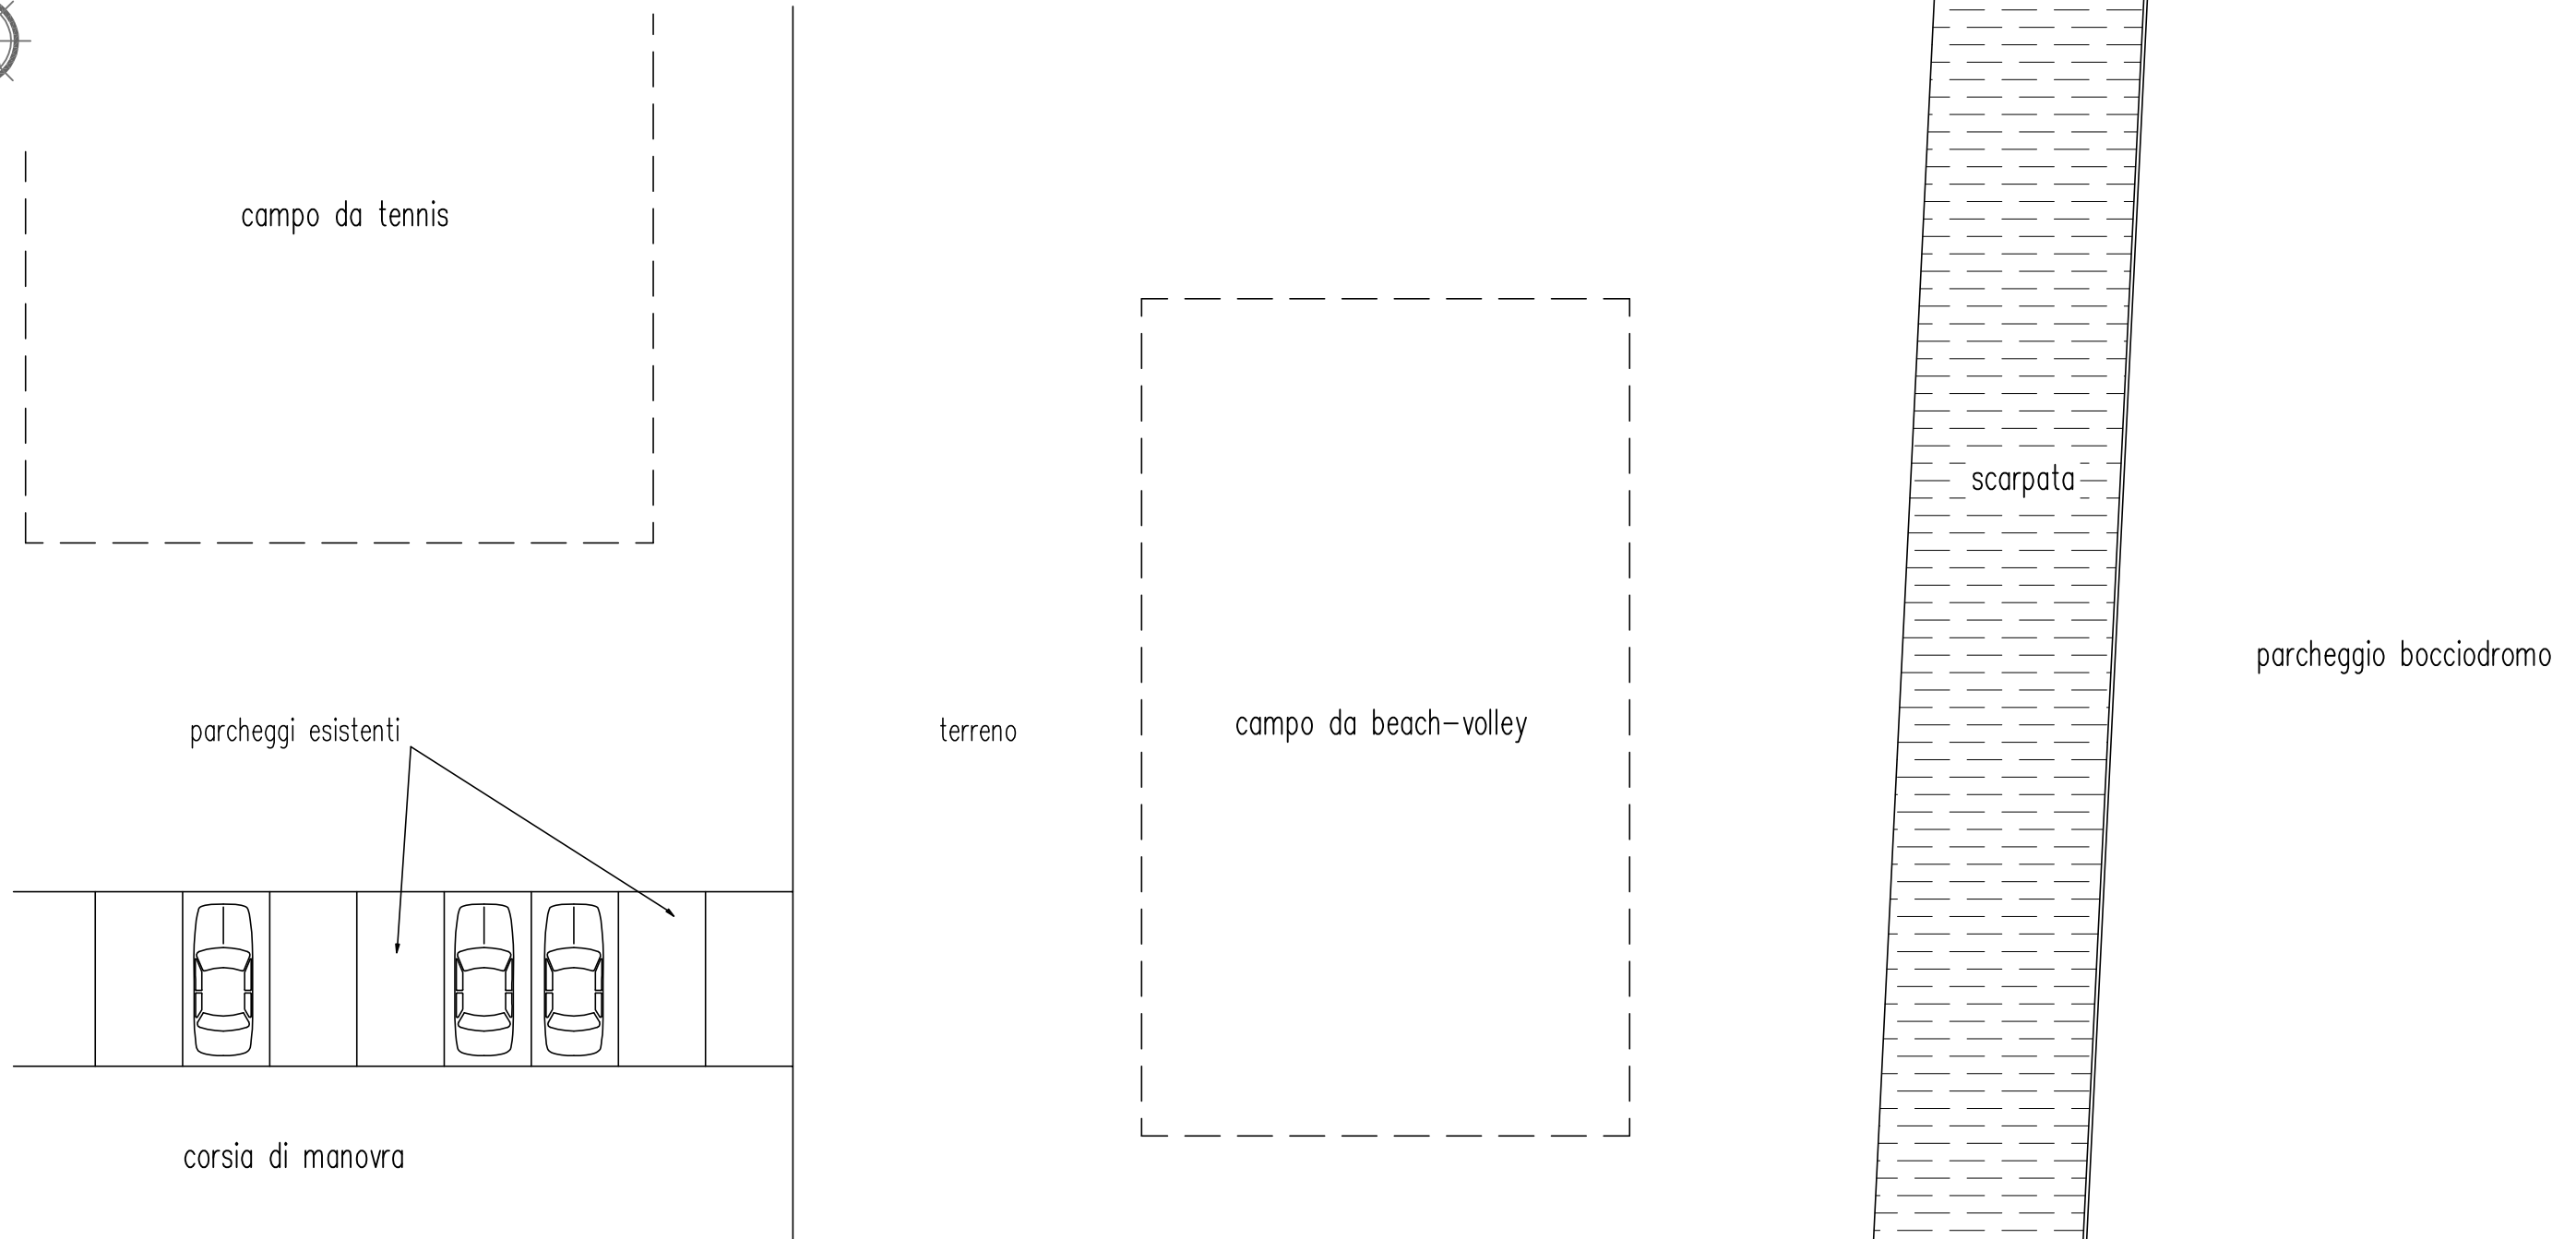 campo da tennis
scarpata
parcheggio bocciodromo
parcheggi esistenti
terreno
campo da beach-volley
corsia di manovra